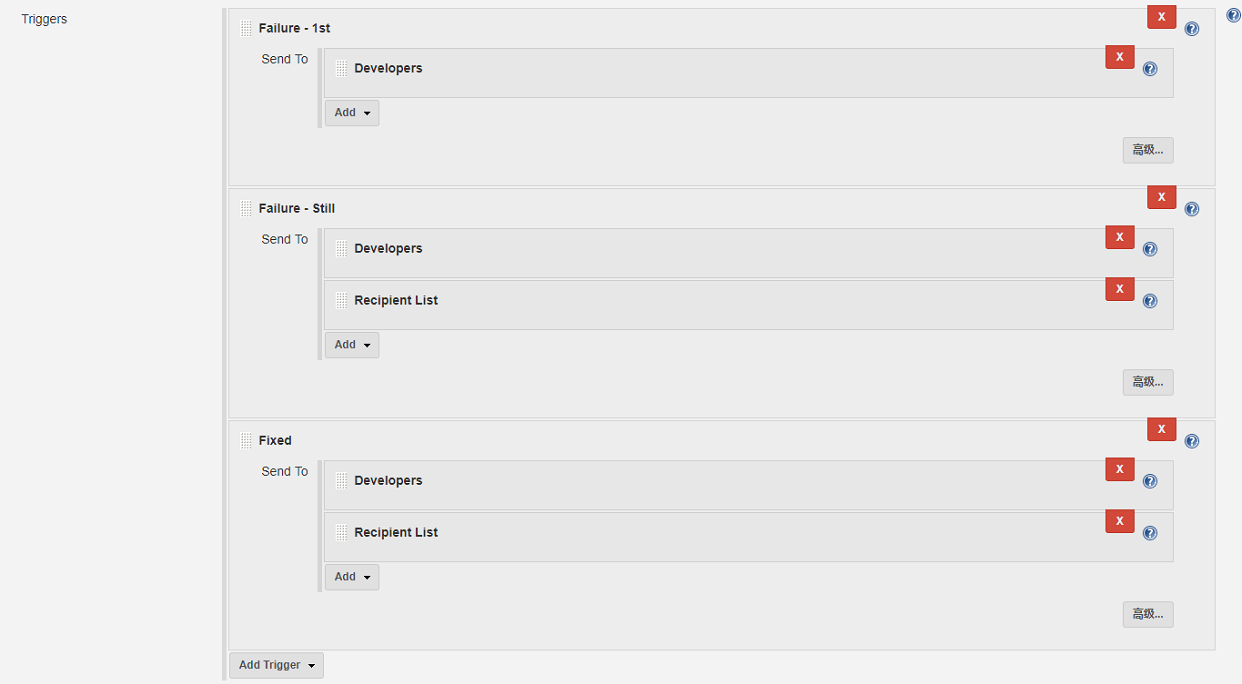 Triggers
Failure - 1st
X
Send To
Developers
X
Add
高级...
Failure - Still
X
Send To
Developers
X
Recipient List
X
Add
高级...
Fixed
X
Send To
Developers
X
Recipient List
X
Add
高级...
Add Trigger